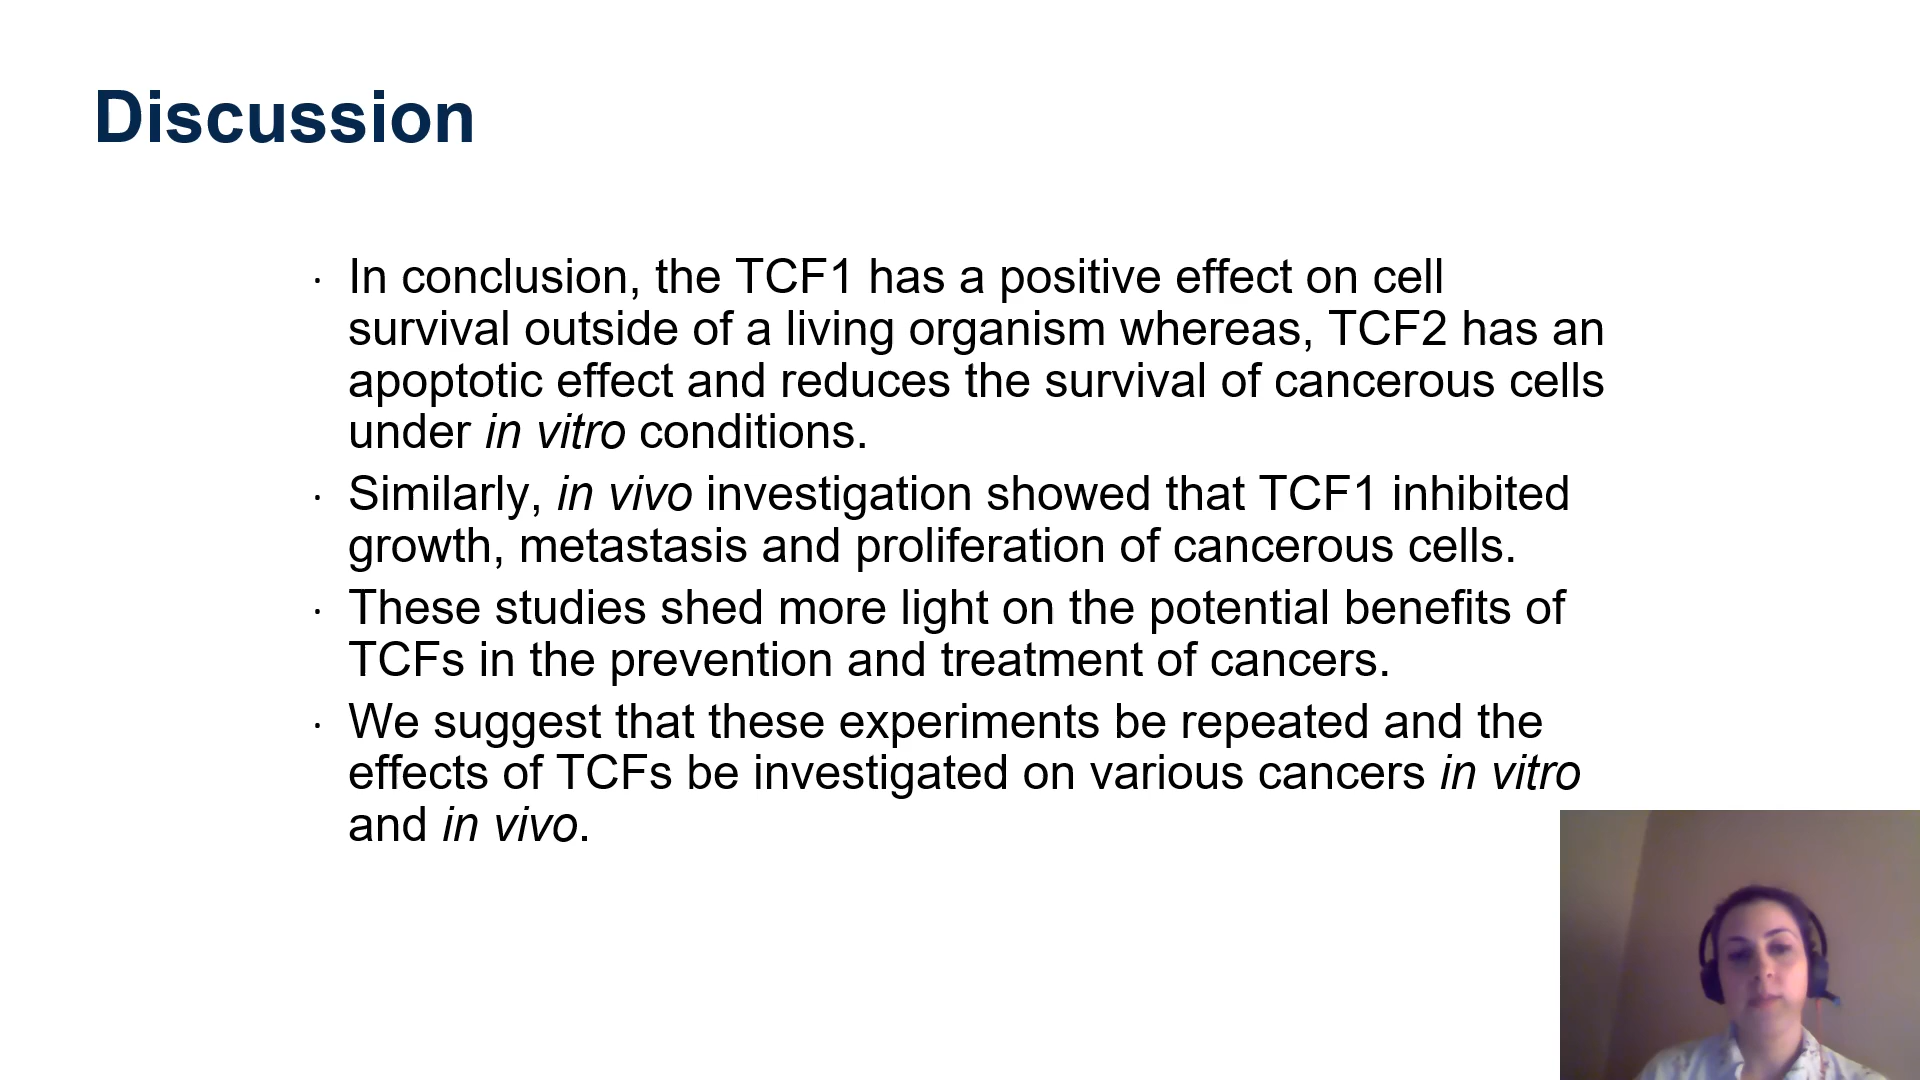 Discussion
· In conclusion, the TCF1 has a positive effect on cell
survival outside of a living organism whereas, TCF2 has an
apoptotic effect and reduces the survival of cancerous cells
under in vitro conditions.
· Similarly, in vivo investigation showed that TCF1 inhibited
growth, metastasis and proliferation of cancerous cells.
· These studies shed more light on the potential benefits of
TCFs in the prevention and treatment of cancers.
· We suggest that these experiments be repeated and the
effects of TCFs be investigated on various cancers in vitro
and in vivo.